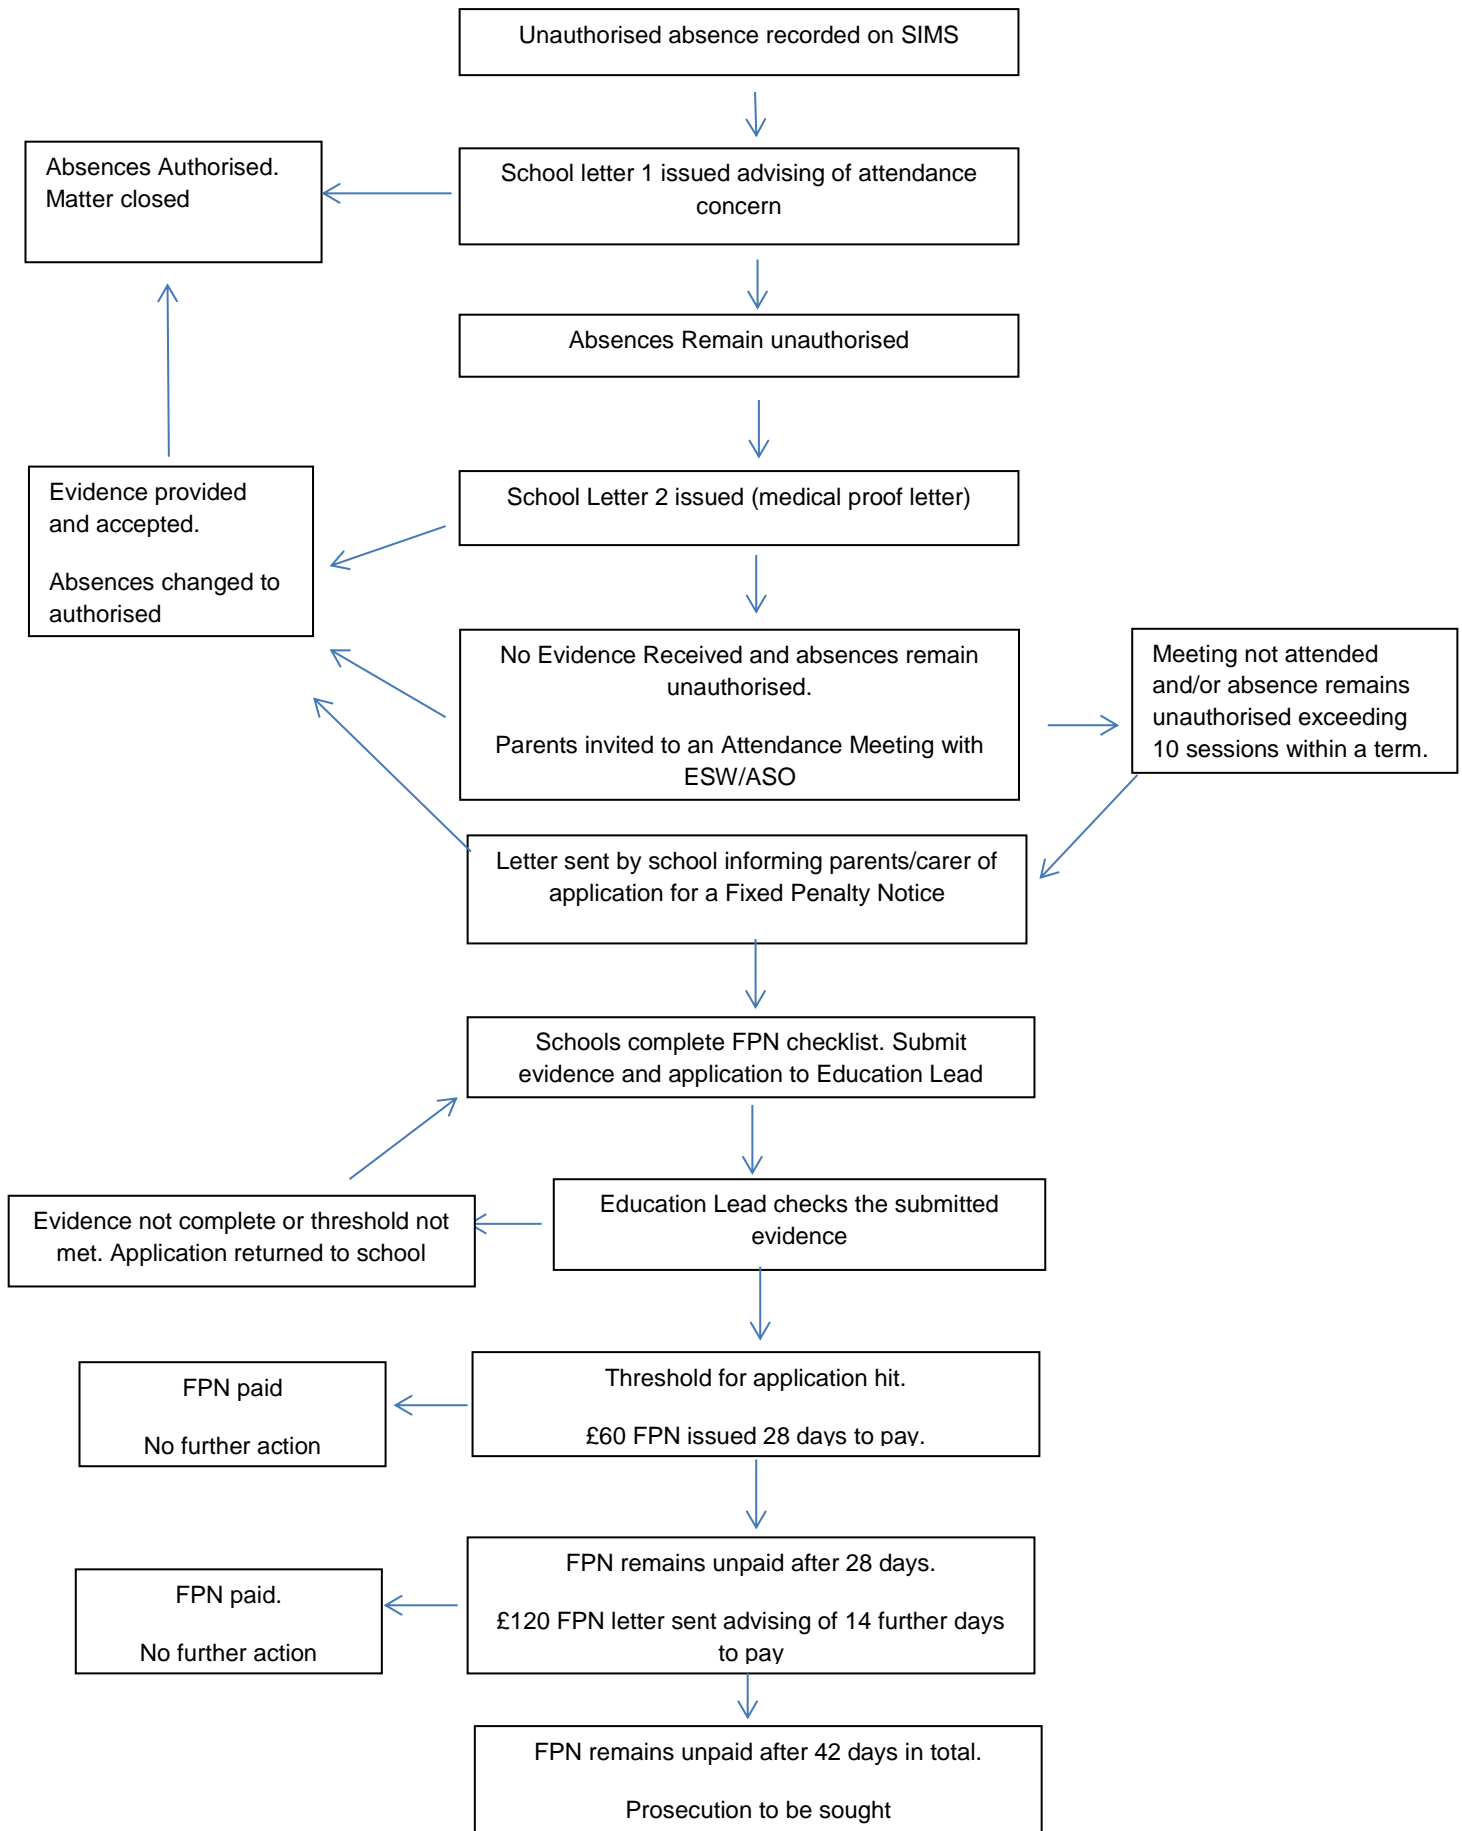 Unauthorised absence recorded on SIMS
Absences Authorised.
Matter closed
School letter 1 issued advising of attendance
concern
Absences Remain unauthorised
Evidence provided
and accepted.
Absences changed to
authorised
School Letter 2 issued (medical proof letter)
No Evidence Received and absences remain
unauthorised.
Parents invited to an Attendance Meeting with
ESW/ASO
Meeting not attended
and/or absence remains
unauthorised exceeding
10 sessions within a term.
Letter sent by school informing parents/carer of
application for a Fixed Penalty Notice
Schools complete FPN checklist. Submit
evidence and application to Education Lead
Education Lead checks the submitted
evidence
Evidence not complete or threshold not
met. Application returned to school
Threshold for application hit.
£60 FPN issued 28 days to pay.
FPN paid
No further action
FPN remains unpaid after 28 days.
£120 FPN letter sent advising of 14 further days
to pay
FPN paid.
No further action
FPN remains unpaid after 42 days in total.
Prosecution to be sought